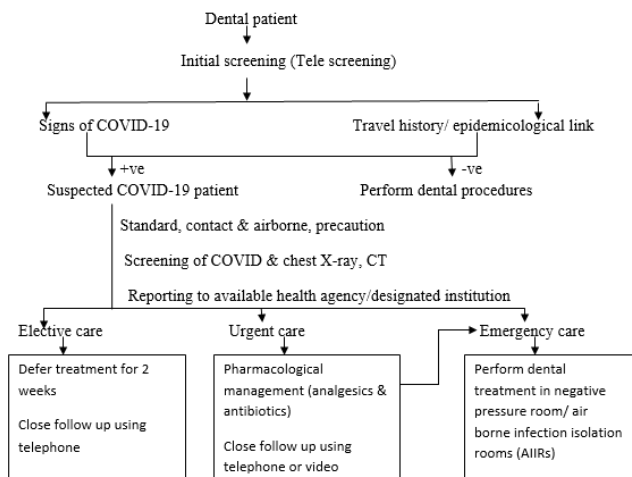 Dental patient
Initial screening (Tele screening)
Signs of COVID-19
Travel history/ epidemicological link
+ve
-ve
Suspected COVID-19 patient
Perform dental procedures
Standard, contact & airborne, precaution
Screening of COVID & chest X-ray, CT
Reporting to available health agency/designated institution
Elective care
Urgent care
Emergency care
Defer treatment for 2
weeks
Close follow up using
telephone
Pharmacological
management (analgesics &
antibiotics)
Close follow up using
telephone or video
Perform dental
treatment in negative
pressure room/ air
borne infection isolation
rooms (AIIRs)